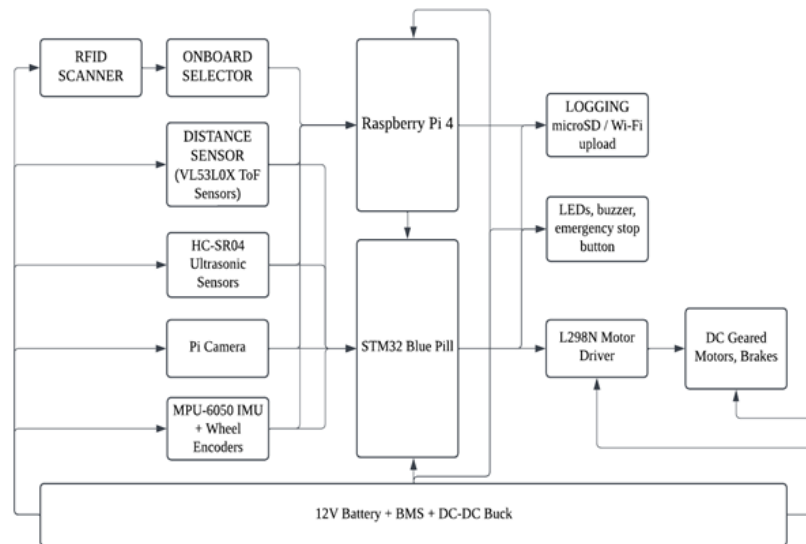 RFID
SCANNER
ONBOARD
SELECTOR
DISTANCE
SENSOR
(VL53L0X ToF
Sensors)
HC-SR04
Ultrasonic
Sensors
Pi Camera
MPU-6050 IMU
+ Wheel
Encoders
Raspberry Pi 4
STM32 Blue Pill
LOGGING
microSD / Wi-Fi
upload
LEDs, buzzer,
emergency stop
button
L298N Motor
Driver
DC Geared
Motors, Brakes
12V Battery + BMS + DC-DC Buck